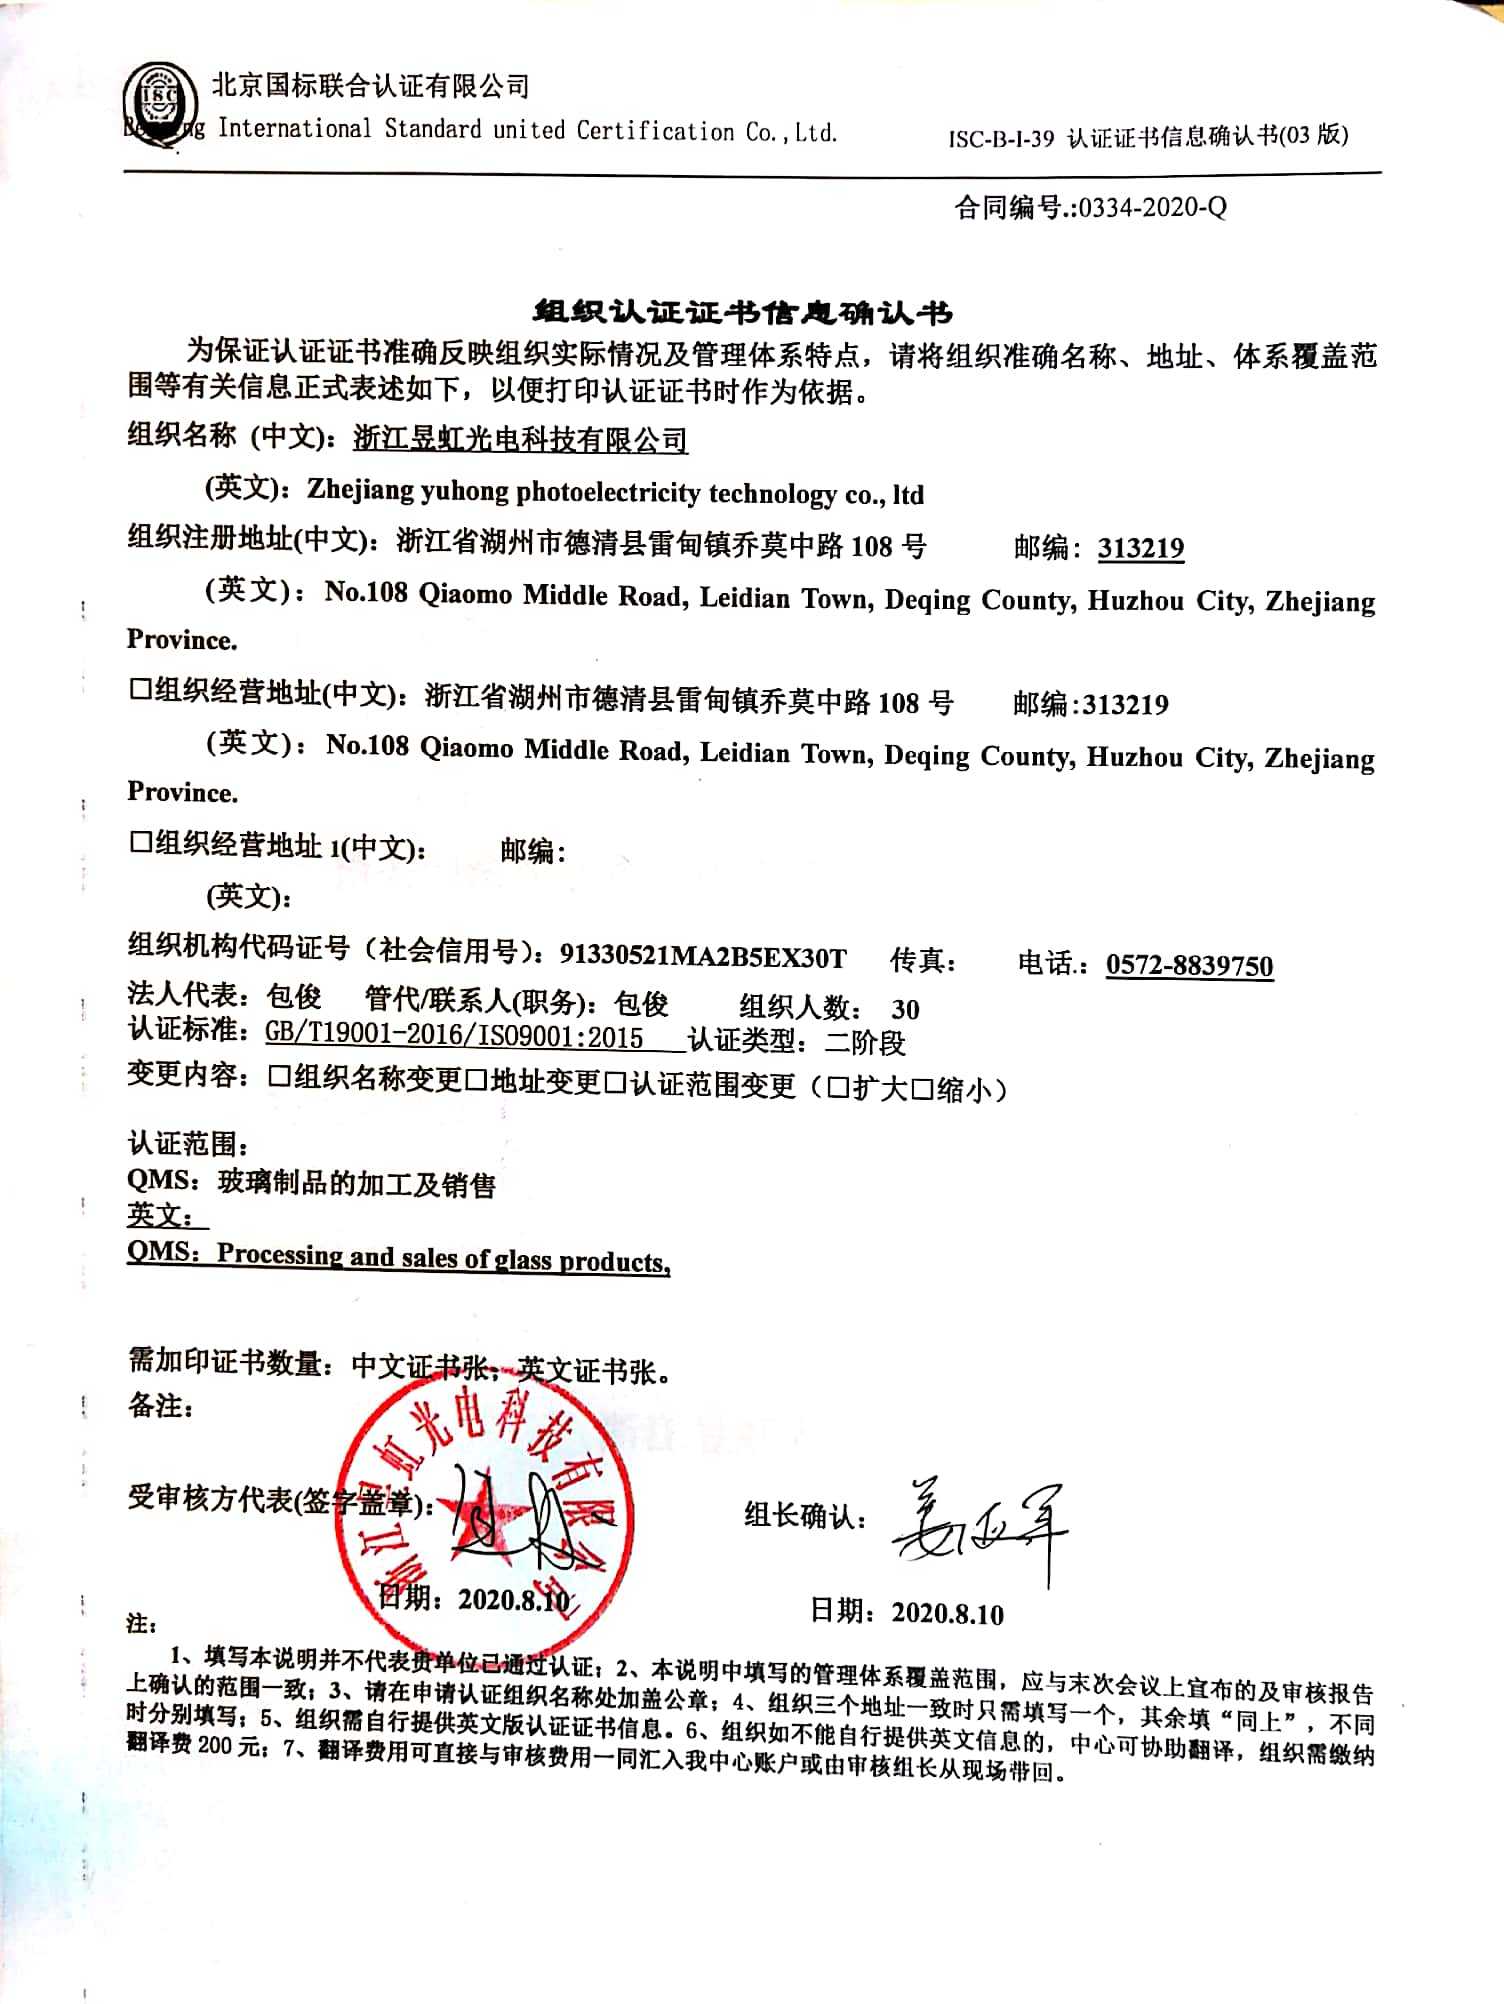 北京国标联合认证有限公司
ISC
Beijing International Standard united Certification Co.,Ltd.
ISC-B-I-39 认证证书信息确认书(03 版)
合同编号.:0334-2020-Q
组织认证证书信息确认书
为保证认证证书准确反映组织实际情况及管理体系特点，请将组织准确名称、地址、体系覆盖范
围等有关信息正式表述如下，以便打印认证证书时作为依据。
组织名称 (中文)：浙江昱虹光电科技有限公司
(英文)：Zhejiang yuhong photoelectricity technology co., ltd
组织注册地址(中文)：浙江省湖州市德清县雷甸镇乔莫中路 108 号 邮编：313219
(英文)：No.108 Qiaomo Middle Road, Leidian Town, Deqing County, Huzhou City, Zhejiang
Province.
□组织经营地址(中文)：浙江省湖州市德清县雷甸镇乔莫中路 108 号 邮编:313219
(英文)：No.108 Qiaomo Middle Road, Leidian Town, Deqing County, Huzhou City, Zhejiang
Province.
□组织经营地址 1(中文)： 邮编：
(英文)：
组织机构代码证号（社会信用号）：91330521MA2B5EX30T 传真： 电话.：0572-8839750
法人代表：包俊 管代/联系人(职务)：包俊 组织人数： 30
认证标准：GB/T19001-2016/ISO9001:2015 认证类型：二阶段
变更内容：□组织名称变更□地址变更□认证范围变更（□扩大□缩小）
认证范围：
QMS：玻璃制品的加工及销售
英文：
QMS：Processing and sales of glass products,
需加印证书数量：中文证书张；英文证书张。
备注：
浙江昱虹光电科技有限公司
受审核方代表(签字盖章)：包俊 组长确认：
日期：2020.8.10 日期：2020.8.10
注：
1、填写本说明并不代表贵单位已通过认证；2、本说明中填写的管理体系覆盖范围，应与末次会议上宣布的及审核报告
上确认的范围一致；3、请在申请认证组织名称处加盖公章；4、组织三个地址一致时只需填写一个，其余填“同上”，不同
时分别填写；5、组织需自行提供英文版认证证书信息。6、组织如不能自行提供英文信息的，中心可协助翻译，组织需缴纳
翻译费 200 元；7、翻译费用可直接与审核费用一同汇入我中心账户或由审核组长从现场带回。